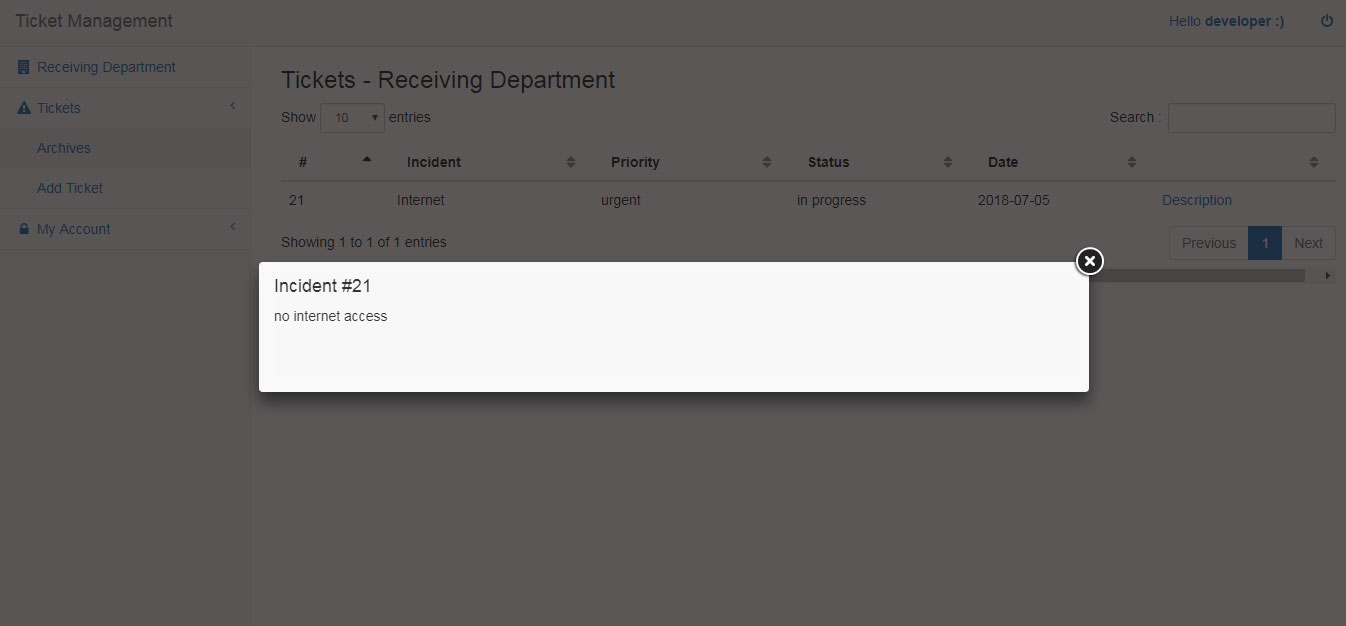 Ticket Management
Hello developer :)
Receiving Department
Tickets
Archives
Add Ticket
My Account
Tickets - Receiving Department
Show 10 entries
Search :
# Incident Priority Status Date
21 Internet urgent in progress 2018-07-05 Description
Showing 1 to 1 of 1 entries
Previous 1 Next
Incident #21
no internet access